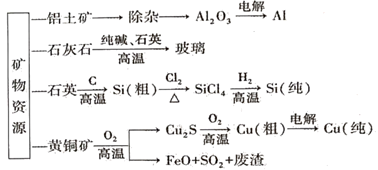 矿物资源
铝土矿→除杂→Al₂O₃ 电解→Al
石灰石 纯碱、石英 高温→玻璃
石英 C 高温→Si(粗) Cl₂ △→SiCl₄ H₂ 高温→Si(纯)
黄铜矿 O₂ 高温→Cu₂S O₂ 高温→Cu(粗) 电解→Cu(纯)
→FeO+SO₂+废渣